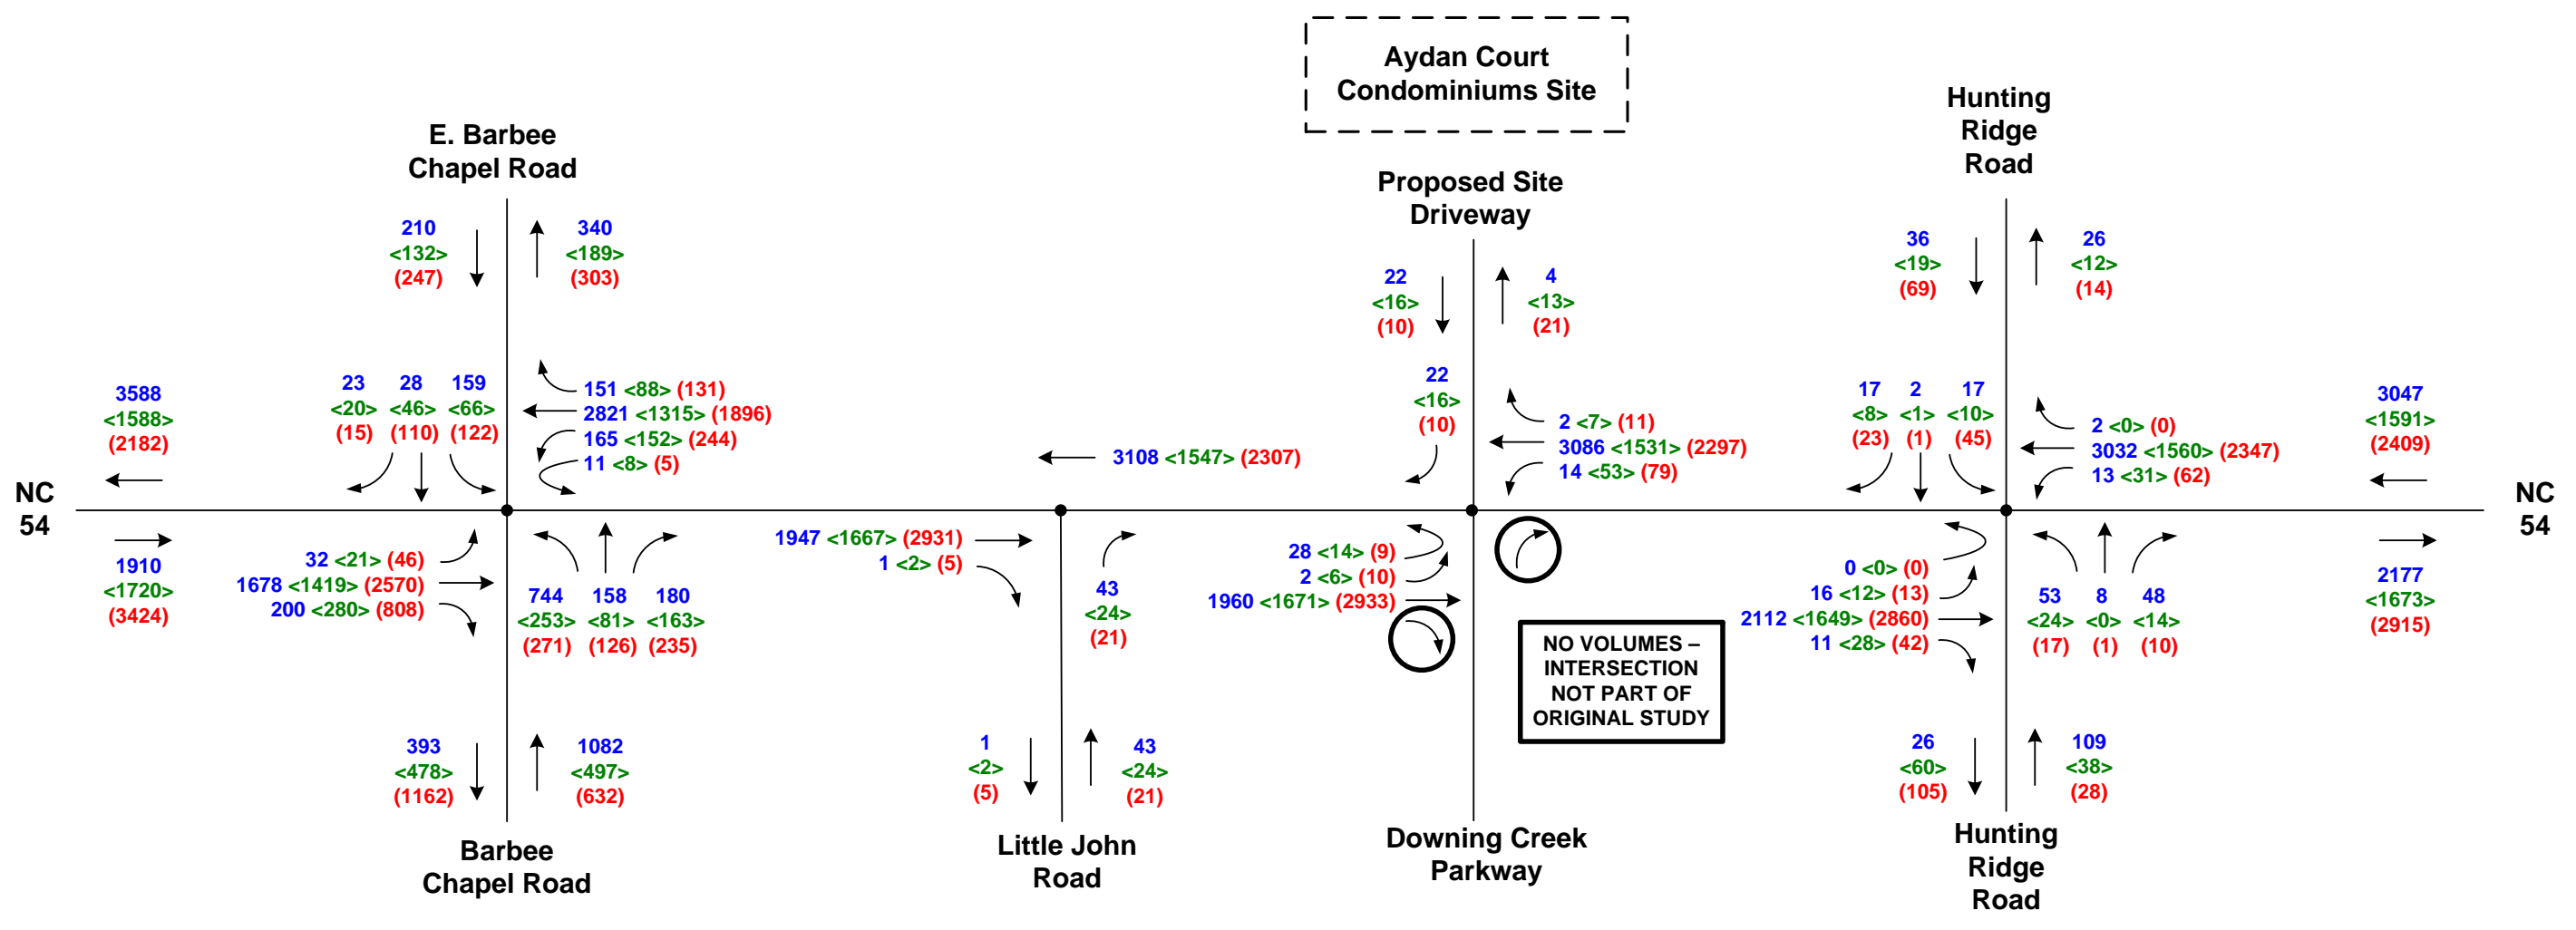 Aydan Court
Condominiums Site
E. Barbee
Chapel Road
Proposed Site
Driveway
Hunting
Ridge
Road
210
<132>
(247)
340
<189>
(303)
22
<16>
(10)
4
<13>
(21)
36
<19>
(69)
26
<12>
(14)
3588
<1588>
(2182)
23 28 159
<20> <46> <66>
(15) (110) (122)
151 <88> (131)
2821 <1315> (1896)
165 <152> (244)
11 <8> (5)
3108 <1547> (2307)
22
<16>
(10)
2 <7> (11)
3086 <1531> (2297)
14 <53> (79)
17 2 17
<8> <1> <10>
(23) (1) (45)
2 <0> (0)
3032 <1560> (2347)
13 <31> (62)
3047
<1591>
(2409)
NC
54
NC
54
1910
<1720>
(3424)
32 <21> (46)
1678 <1419> (2570)
200 <280> (808)
744 158 180
<253> <81> <163>
(271) (126) (235)
1947 <1667> (2931)
1 <2> (5)
43
<24>
(21)
28 <14> (9)
2 <6> (10)
1960 <1671> (2933)
NO VOLUMES –
INTERSECTION
NOT PART OF
ORIGINAL STUDY
0 <0> (0)
16 <12> (13)
2112 <1649> (2860)
11 <28> (42)
53 8 48
<24> <0> <14>
(17) (1) (10)
2177
<1673>
(2915)
393
<478>
(1162)
1082
<497>
(632)
1
<2>
(5)
43
<24>
(21)
26
<60>
(105)
109
<38>
(28)
Barbee
Chapel Road
Little John
Road
Downing Creek
Parkway
Hunting
Ridge
Road